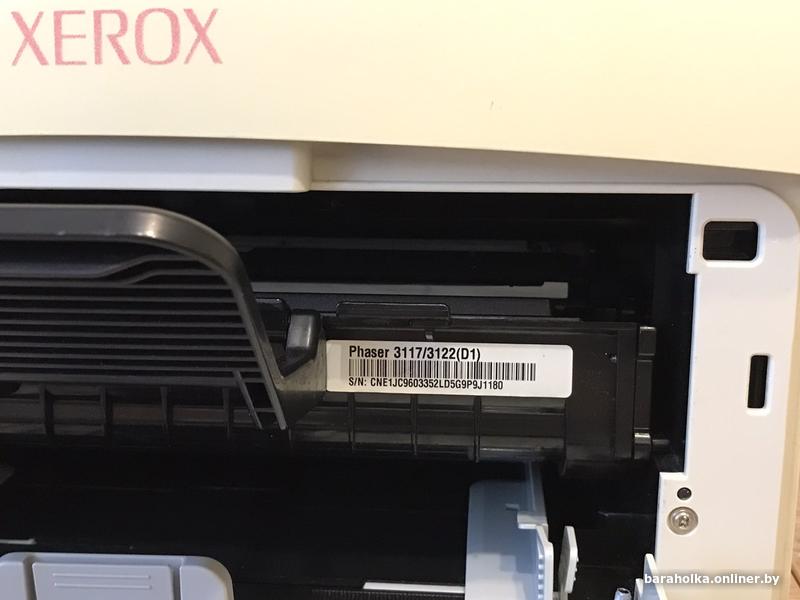 XEROX
Phaser 3117/3122(D1)
S/N: CNE1JC9603352LD5G9P9J1180
baraholka.onliner.by